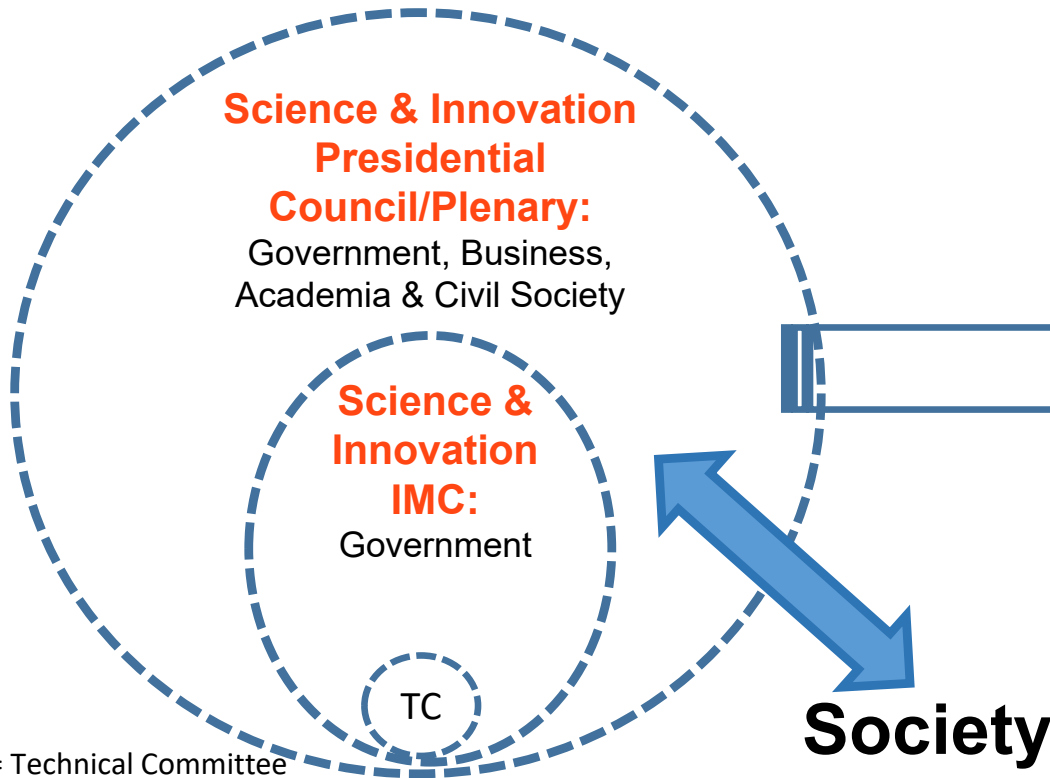 Science & Innovation
Presidential
Council/Plenary:
Government, Business,
Academia & Civil Society
Science &
Innovation
IMC:
Government
TC
Society
= Technical Committee